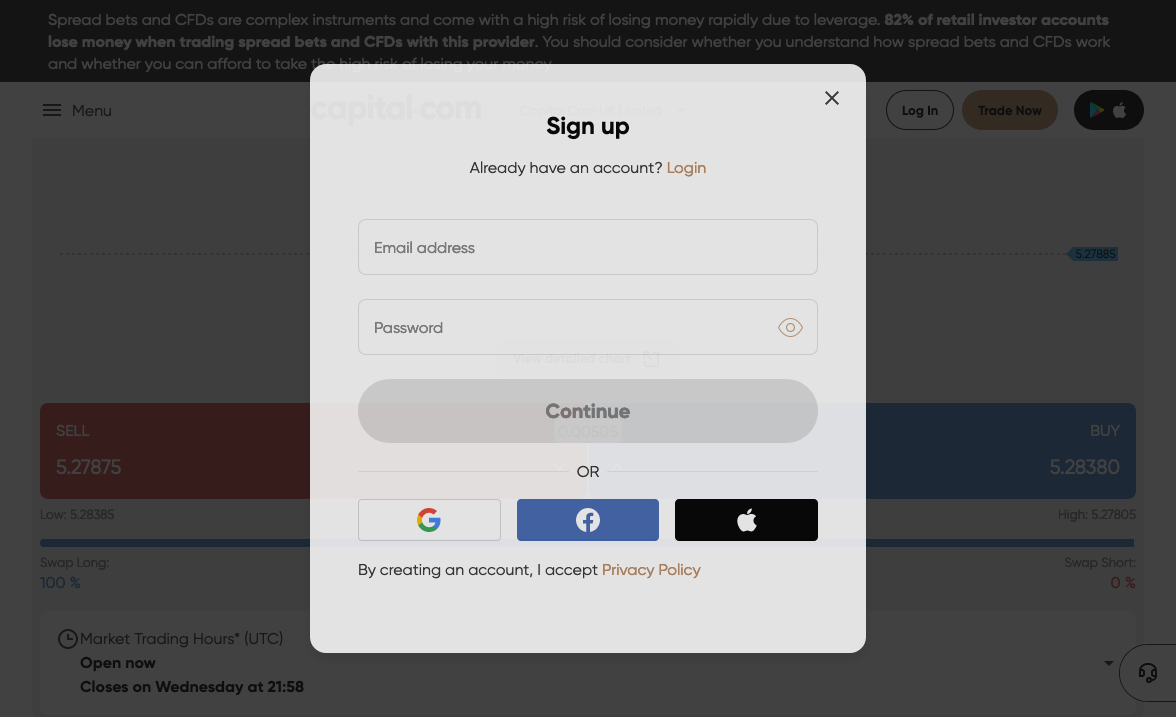 Spread bets and CFDs are complex instruments and come with a high risk of losing money rapidly due to leverage. 82% of retail investor accounts
lose money when trading spread bets and CFDs with this provider. You should consider whether you understand how spread bets and CFDs work
and whether you can afford to take the high risk of losing your money.
Menu
capital.com
Log In
Trade Now
Sign up
Already have an account? Login
Email address
5.27885
Password
View detailed chart
Continue
SELL
0.00505
BUY
5.27875
5.28380
OR
Low: 5.28385
High: 5.27805
Swap Long:
Swap Short:
100 %
0 %
By creating an account, I accept Privacy Policy
Market Trading Hours* (UTC)
Open now
Closes on Wednesday at 21:58